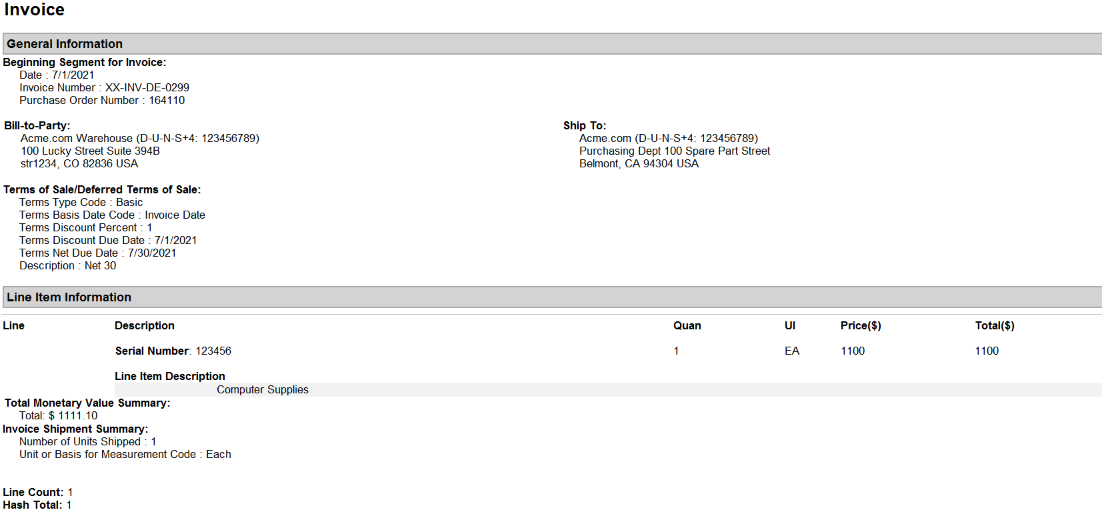 Invoice
General Information
Beginning Segment for Invoice:
Date : 7/1/2021
Invoice Number : XX-INV-DE-0299
Purchase Order Number : 164110
Bill-to-Party:
Acme.com Warehouse (D-U-N-S+4: 123456789)
100 Lucky Street Suite 394B
str1234, CO 82836 USA
Ship To:
Acme.com (D-U-N-S+4: 123456789)
Purchasing Dept 100 Spare Part Street
Belmont, CA 94304 USA
Terms of Sale/Deferred Terms of Sale:
Terms Type Code : Basic
Terms Basis Date Code : Invoice Date
Terms Discount Percent : 1
Terms Discount Due Date : 7/1/2021
Terms Net Due Date : 7/30/2021
Description : Net 30
Line Item Information
Line Description Quan UI Price($) Total($)
Serial Number: 123456 1 EA 1100 1100
Line Item Description
Computer Supplies
Total Monetary Value Summary:
Total: $ 1111.10
Invoice Shipment Summary:
Number of Units Shipped : 1
Unit or Basis for Measurement Code : Each
Line Count: 1
Hash Total: 1